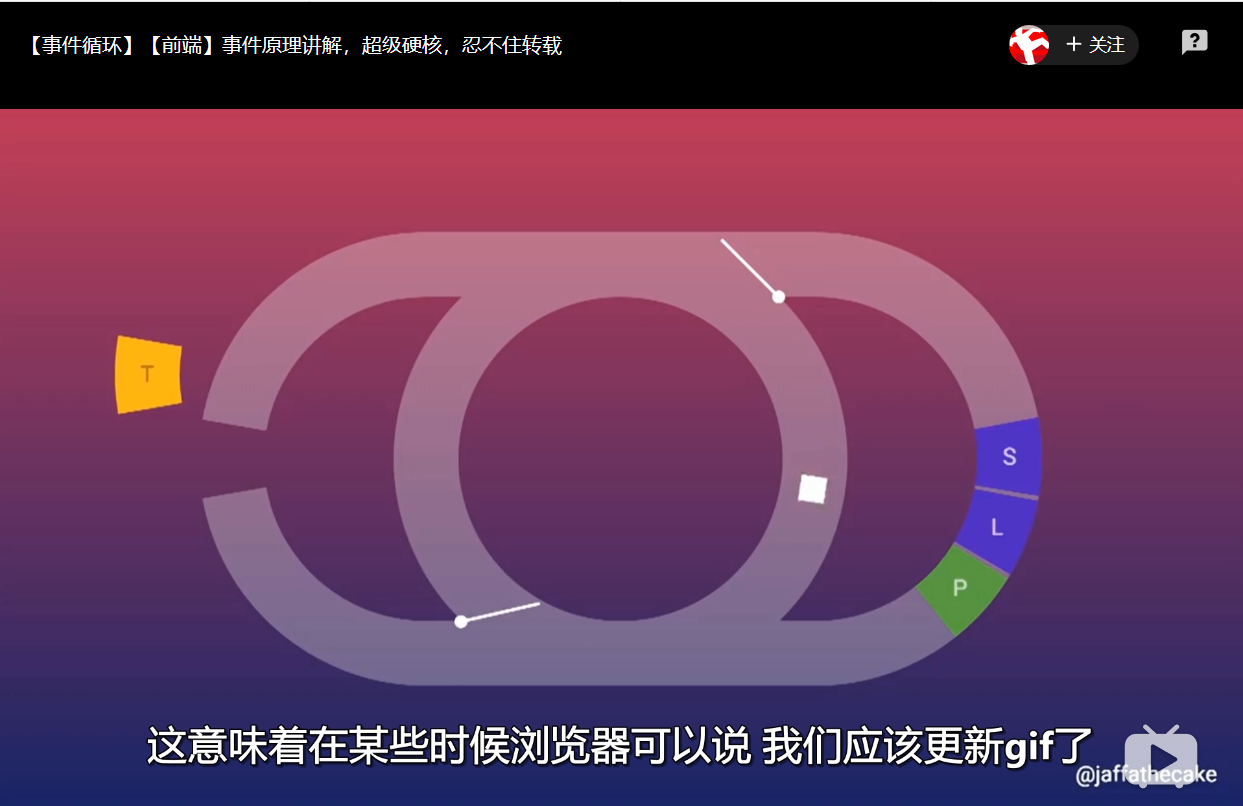 【事件循环】【前端】事件原理讲解，超级硬核，忍不住转载
+ 关注
?
T
S
L
P
这意味着在某些时候浏览器可以说 我们应该更新gif了
@jaffathecake